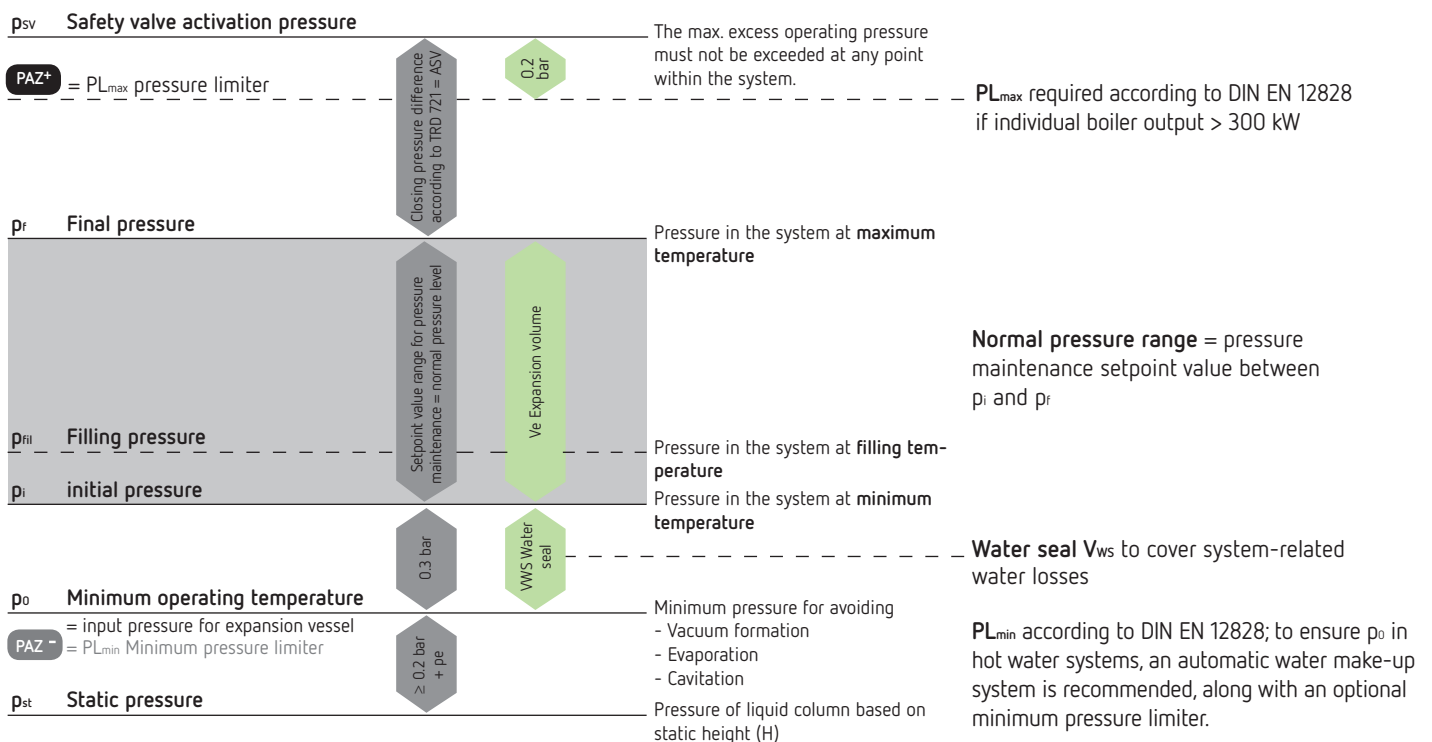 pSV Safety valve activation pressure
The max. excess operating pressure
must not be exceeded at any point
within the system.
Closing pressure difference
according to TRD 721 = ASV
0.2
bar
PAZ+ = PLmax pressure limiter
PLmax required according to DIN EN 12828
if individual boiler output > 300 kW
pf Final pressure
Pressure in the system at maximum
temperature
Setpoint value range for pressure
maintenance = normal pressure level
Ve Expansion volume
Normal pressure range = pressure
maintenance setpoint value between
pi and pf
pfil Filling pressure
Pressure in the system at filling tem-
perature
pi initial pressure
Pressure in the system at minimum
temperature
0.3 bar
VWS Water
seal
Water seal VWS to cover system-related
water losses
p0 Minimum operating temperature
= input pressure for expansion vessel
PAZ - = PLmin Minimum pressure limiter
≥ 0.2 bar
+ pe
Minimum pressure for avoiding
- Vacuum formation
- Evaporation
- Cavitation
PLmin according to DIN EN 12828; to ensure p0 in
hot water systems, an automatic water make-up
system is recommended, along with an optional
minimum pressure limiter.
pst Static pressure
Pressure of liquid column based on
static height (H)